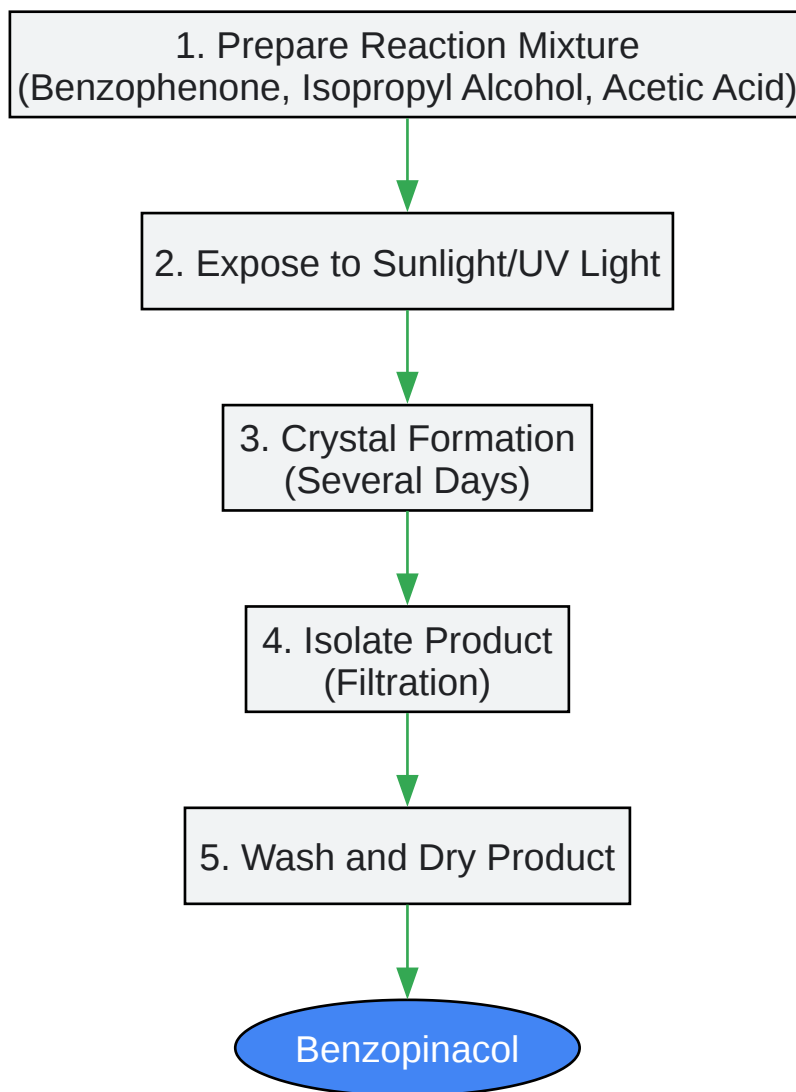 1. Prepare Reaction Mixture
(Benzophenone, Isopropyl Alcohol, Acetic Acid)
2. Expose to Sunlight/UV Light
3. Crystal Formation
(Several Days)
4. Isolate Product
(Filtration)
5. Wash and Dry Product
Benzopinacol